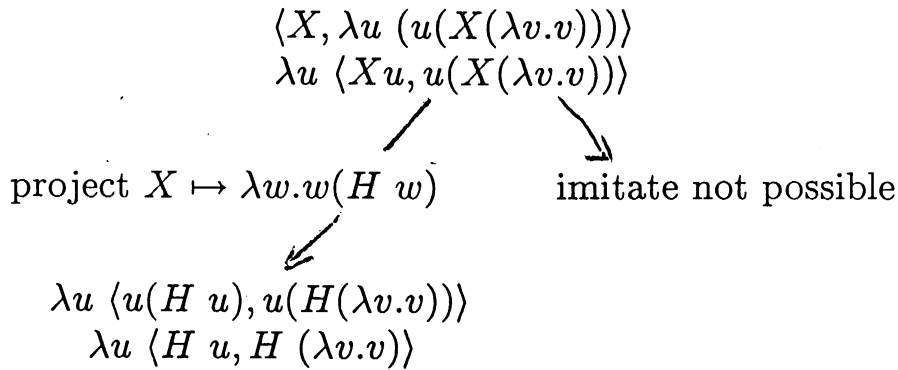 ⟨X, λu (u(X(λv.v)))⟩
λu ⟨Xu, u(X(λv.v))⟩
project X ↦ λw.w(H w)
imitate not possible
λu ⟨u(H u), u(H(λv.v))⟩
λu ⟨H u, H (λv.v)⟩